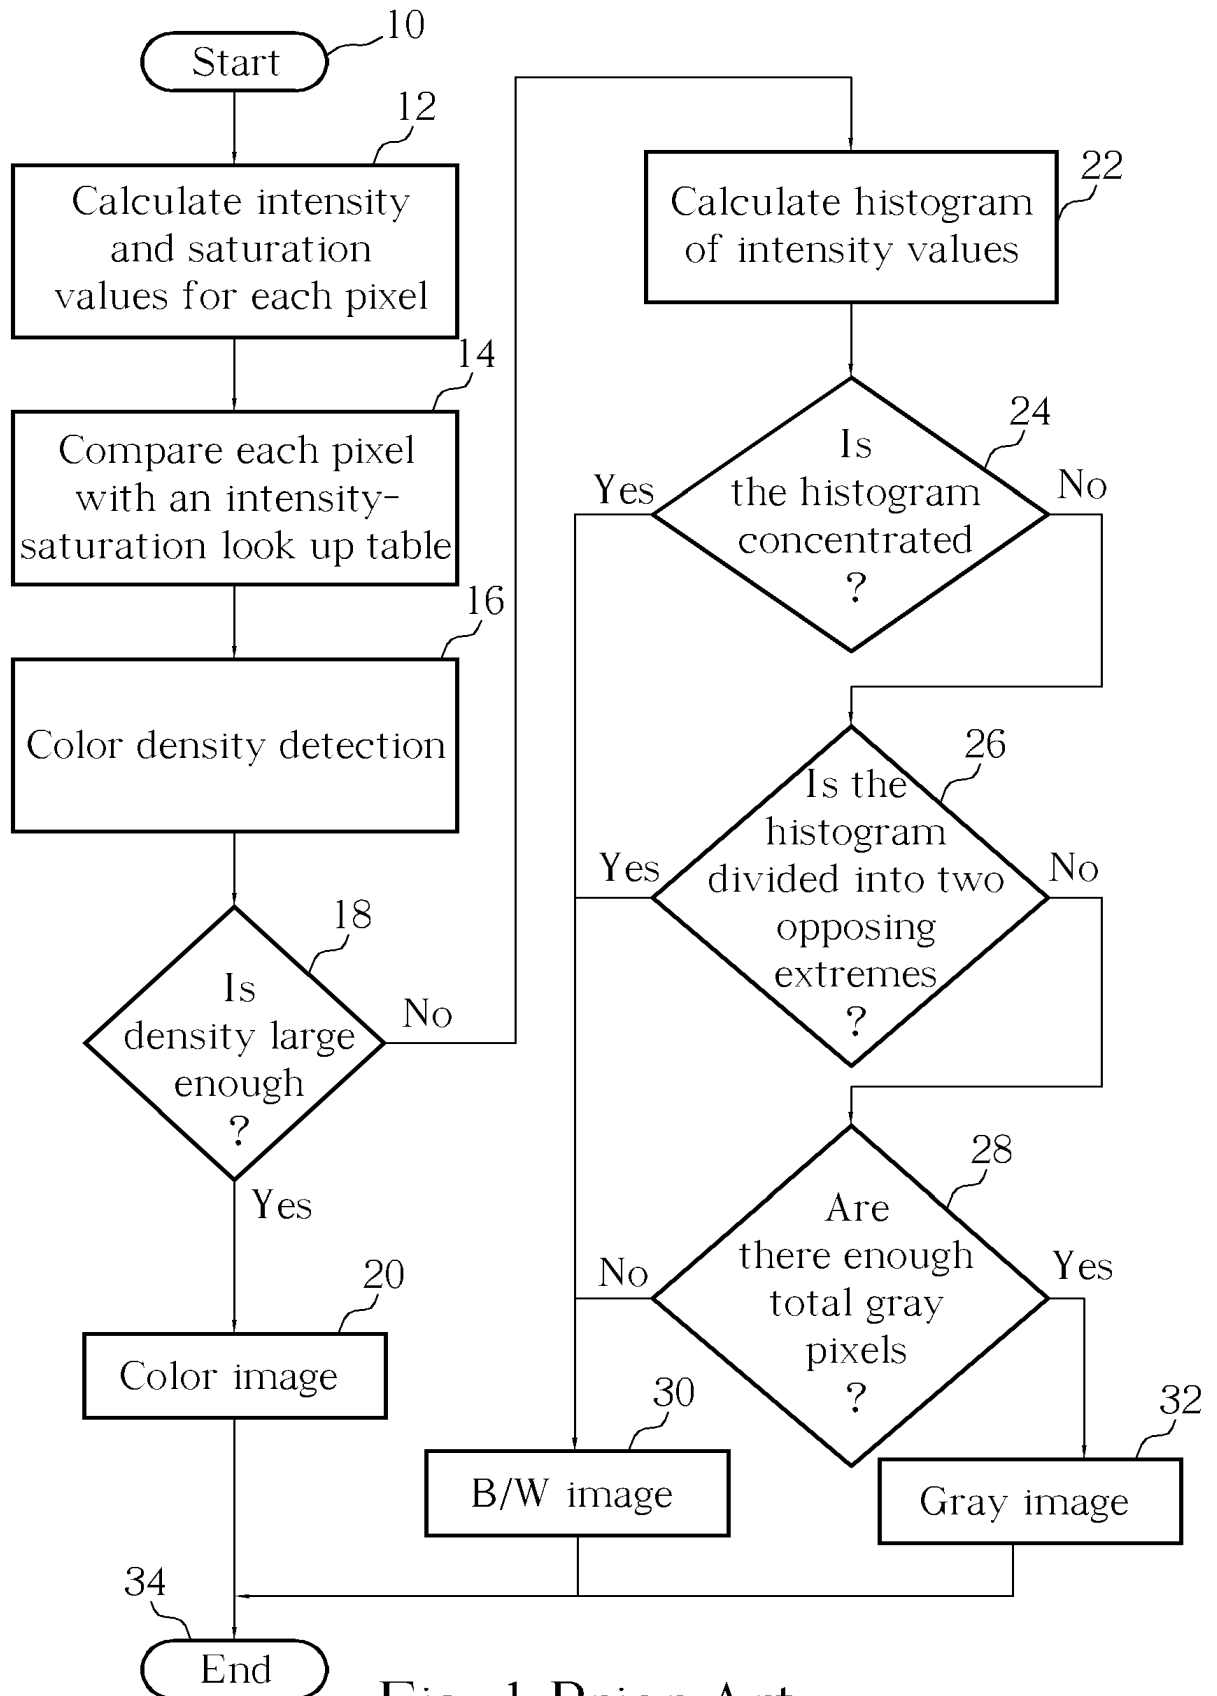 10
Start
12
Calculate intensity
and saturation
values for each pixel
14
Compare each pixel
with an intensity-
saturation look up table
16
Color density detection
18
Is
density large
enough
?
No
Yes
20
Color image
22
Calculate histogram
of intensity values
24
Is
the histogram
concentrated
?
Yes
No
26
Is the
histogram
divided into two
opposing
extremes
?
Yes
No
28
Are
there enough
total gray
pixels
?
No
Yes
30
B/W image
32
Gray image
34
End
Fig. 1 Prior Art